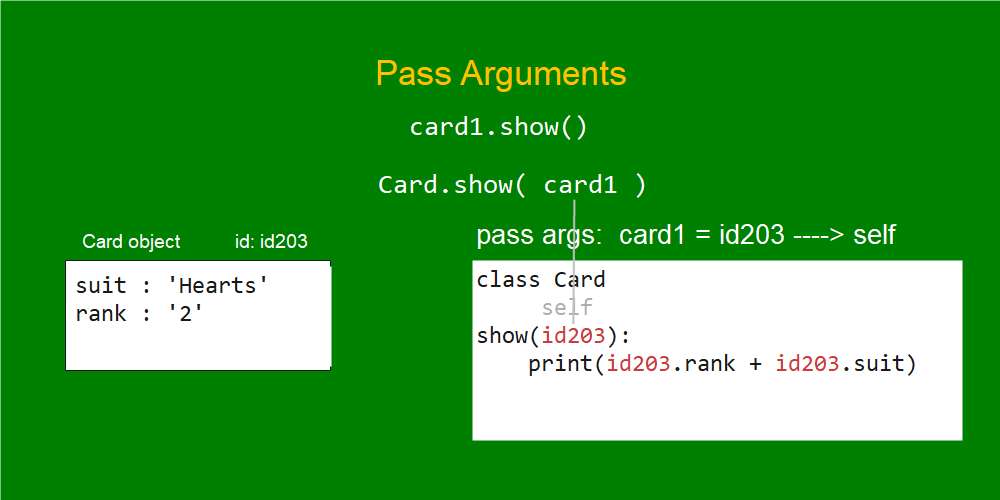 Pass Arguments
card1.show()
Card.show( card1 )
Card object id: id203
suit : 'Hearts'
rank : '2'
pass args: card1 = id203 ----> self
class Card
self
show(id203):
print(id203.rank + id203.suit)